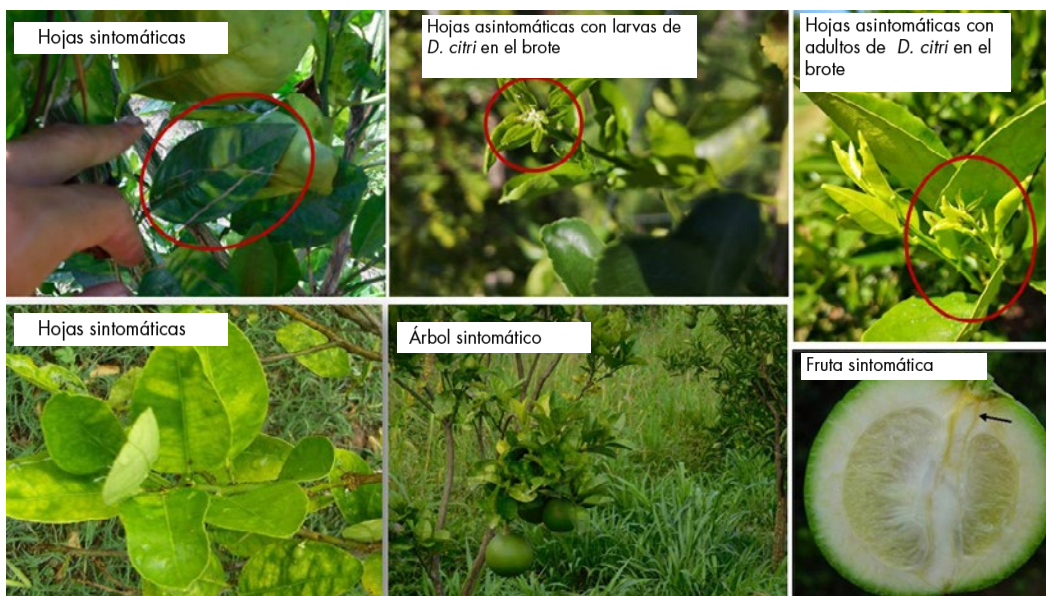 Hojas sintomáticas
Hojas asintomáticas con larvas de
D. citri en el brote
Hojas asintomáticas con
adultos de D. citri en el
brote
Hojas sintomáticas
Árbol sintomático
Fruta sintomática